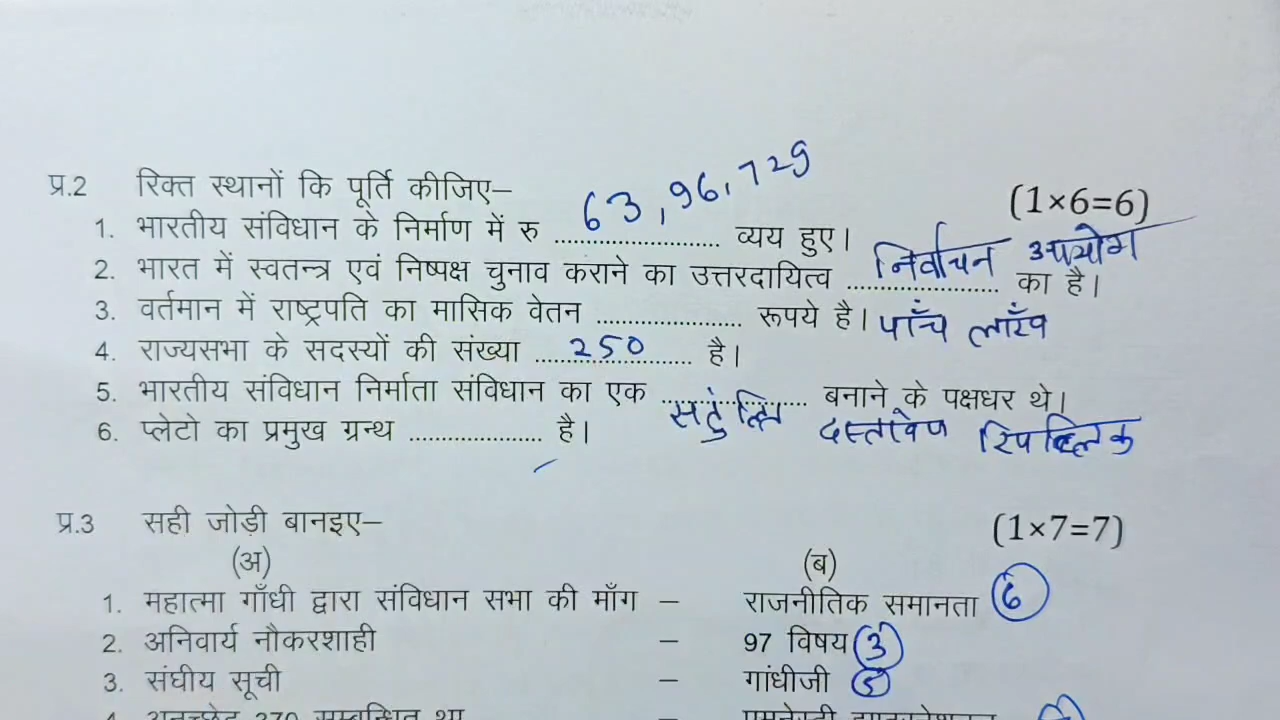 प्र.2 रिक्त स्थानों कि पूर्ति कीजिए– (1×6=6)
1. भारतीय संविधान के निर्माण में रु 63,96,729 व्यय हुए।
2. भारत में स्वतन्त्र एवं निष्पक्ष चुनाव कराने का उत्तरदायित्व .................... का है। निर्वाचन आयोग
3. वर्तमान में राष्ट्रपति का मासिक वेतन .................... रूपये है। पाँच लाख
4. राज्यसभा के सदस्यों की संख्या 250 है।
5. भारतीय संविधान निर्माता संविधान का एक .................... बनाने के पक्षधर थे।
6. प्लेटो का प्रमुख ग्रन्थ .................... है। दस्तावेज रिपब्लिक
प्र.3 सही जोड़ी बानइए– (1×7=7)
(अ) (ब)
1. महात्मा गाँधी द्वारा संविधान सभा की माँग – राजनीतिक समानता 6
2. अनिवार्य नौकरशाही – 97 विषय 3
3. संघीय सूची – गांधीजी 5